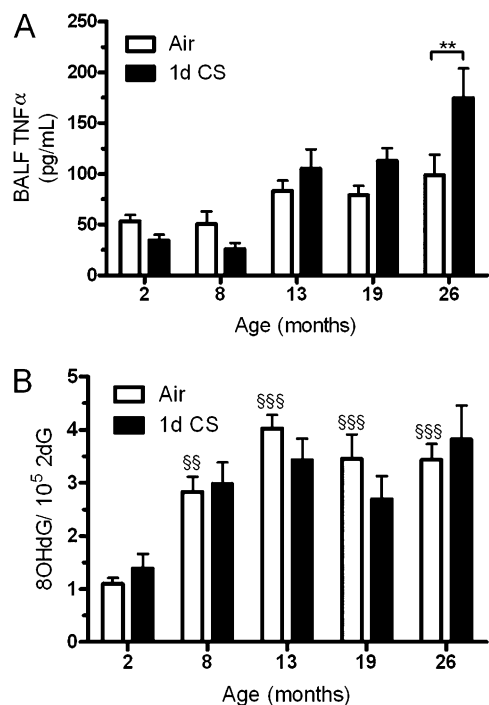 A
250
200
150
100
50
0
BALF TNFα
(pg/mL)
Air
1d CS
**
2 8 13 19 26
Age (months)
B
5
4
3
2
1
0
8OHdG/ 10⁵ 2dG
Air
1d CS
§§ §§§ §§§ §§§
2 8 13 19 26
Age (months)